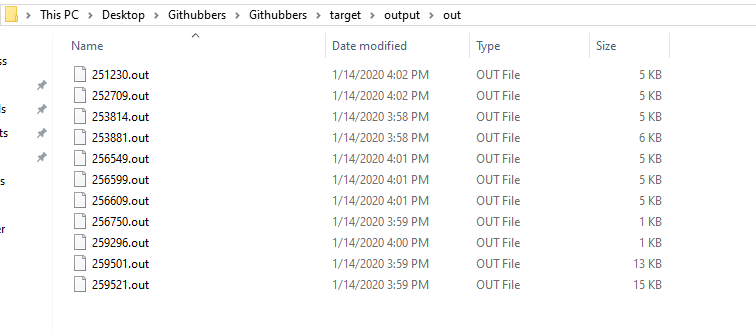 This PC > Desktop > Githubbers > Githubbers > target > output > out
Name Date modified Type Size
ss
251230.out 1/14/2020 4:02 PM OUT File 5 KB
252709.out 1/14/2020 4:02 PM OUT File 5 KB
ds
253814.out 1/14/2020 3:58 PM OUT File 5 KB
ts
253881.out 1/14/2020 3:58 PM OUT File 6 KB
256549.out 1/14/2020 4:01 PM OUT File 5 KB
s
256599.out 1/14/2020 4:01 PM OUT File 5 KB
256609.out 1/14/2020 4:01 PM OUT File 5 KB
r
256750.out 1/14/2020 3:59 PM OUT File 1 KB
259296.out 1/14/2020 4:00 PM OUT File 1 KB
259501.out 1/14/2020 3:59 PM OUT File 13 KB
259521.out 1/14/2020 3:59 PM OUT File 15 KB